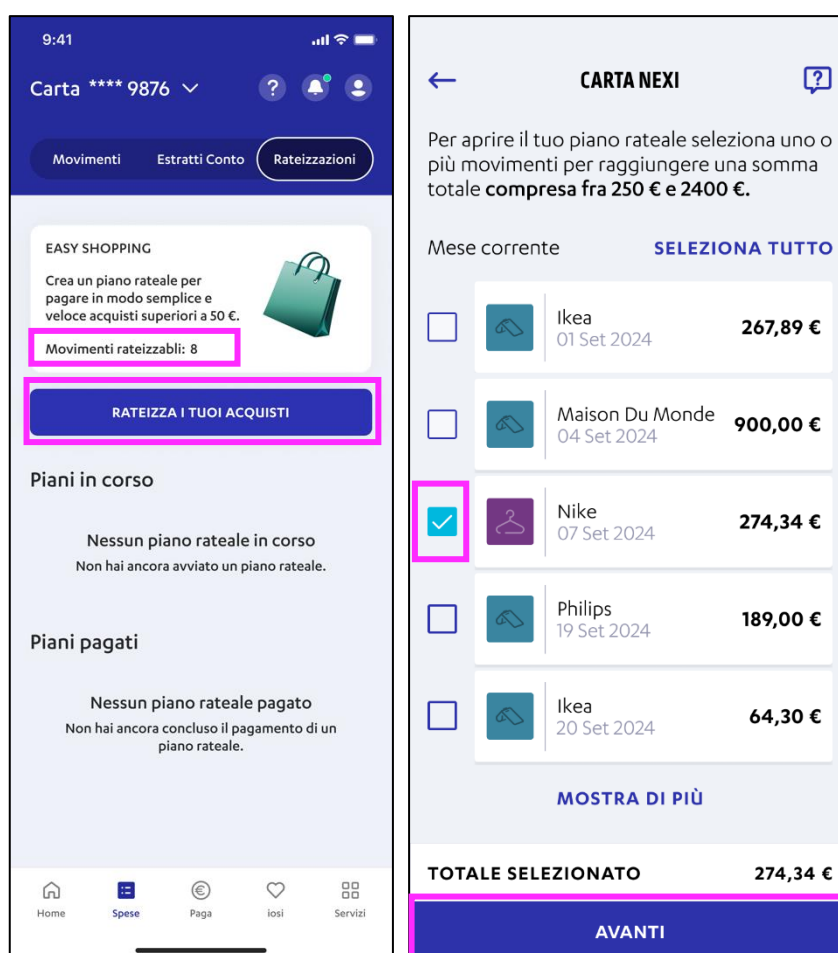 9:41
Carta **** 9876
?
Movimenti
Estratti Conto
Rateizzazioni
EASY SHOPPING
Crea un piano rateale per
pagare in modo semplice e
veloce acquisti superiori a 50 €.
Movimenti rateizzabli: 8
RATEIZZA I TUOI ACQUISTI
Piani in corso
Nessun piano rateale in corso
Non hai ancora avviato un piano rateale.
Piani pagati
Nessun piano rateale pagato
Non hai ancora concluso il pagamento di un
piano rateale.
Home
Spese
Paga
iosi
Servizi
CARTA NEXI
?
Per aprire il tuo piano rateale seleziona uno o
più movimenti per raggiungere una somma
totale compresa fra 250 € e 2400 €.
Mese corrente
SELEZIONA TUTTO
Ikea
01 Set 2024
267,89 €
Maison Du Monde
04 Set 2024
900,00 €
Nike
07 Set 2024
274,34 €
Philips
19 Set 2024
189,00 €
Ikea
20 Set 2024
64,30 €
MOSTRA DI PIÙ
TOTALE SELEZIONATO
274,34 €
AVANTI